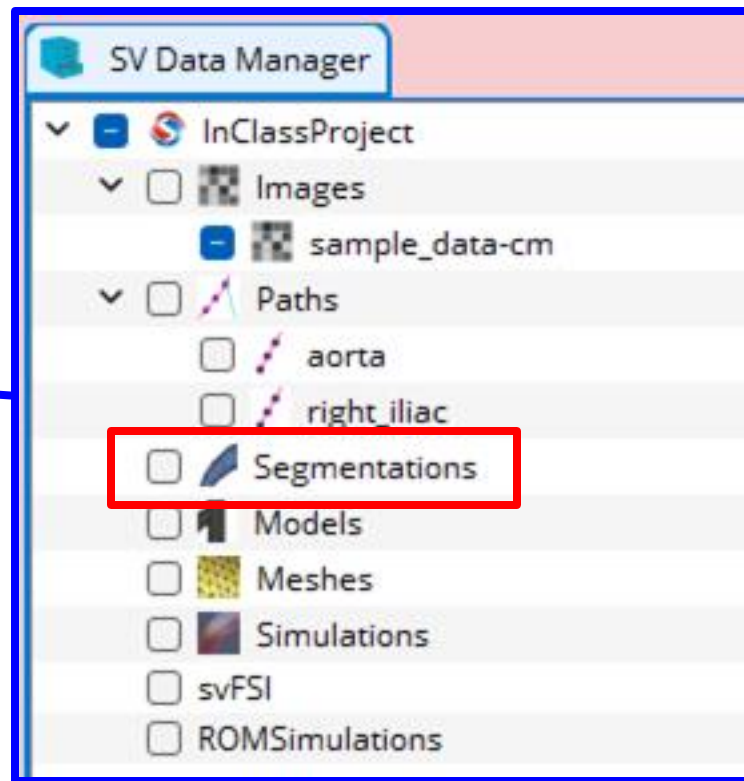 SV Data Manager
InClassProject
Images
sample_data-cm
Paths
aorta
right_iliac
Segmentations
Models
Meshes
Simulations
svFSI
ROMSimulations